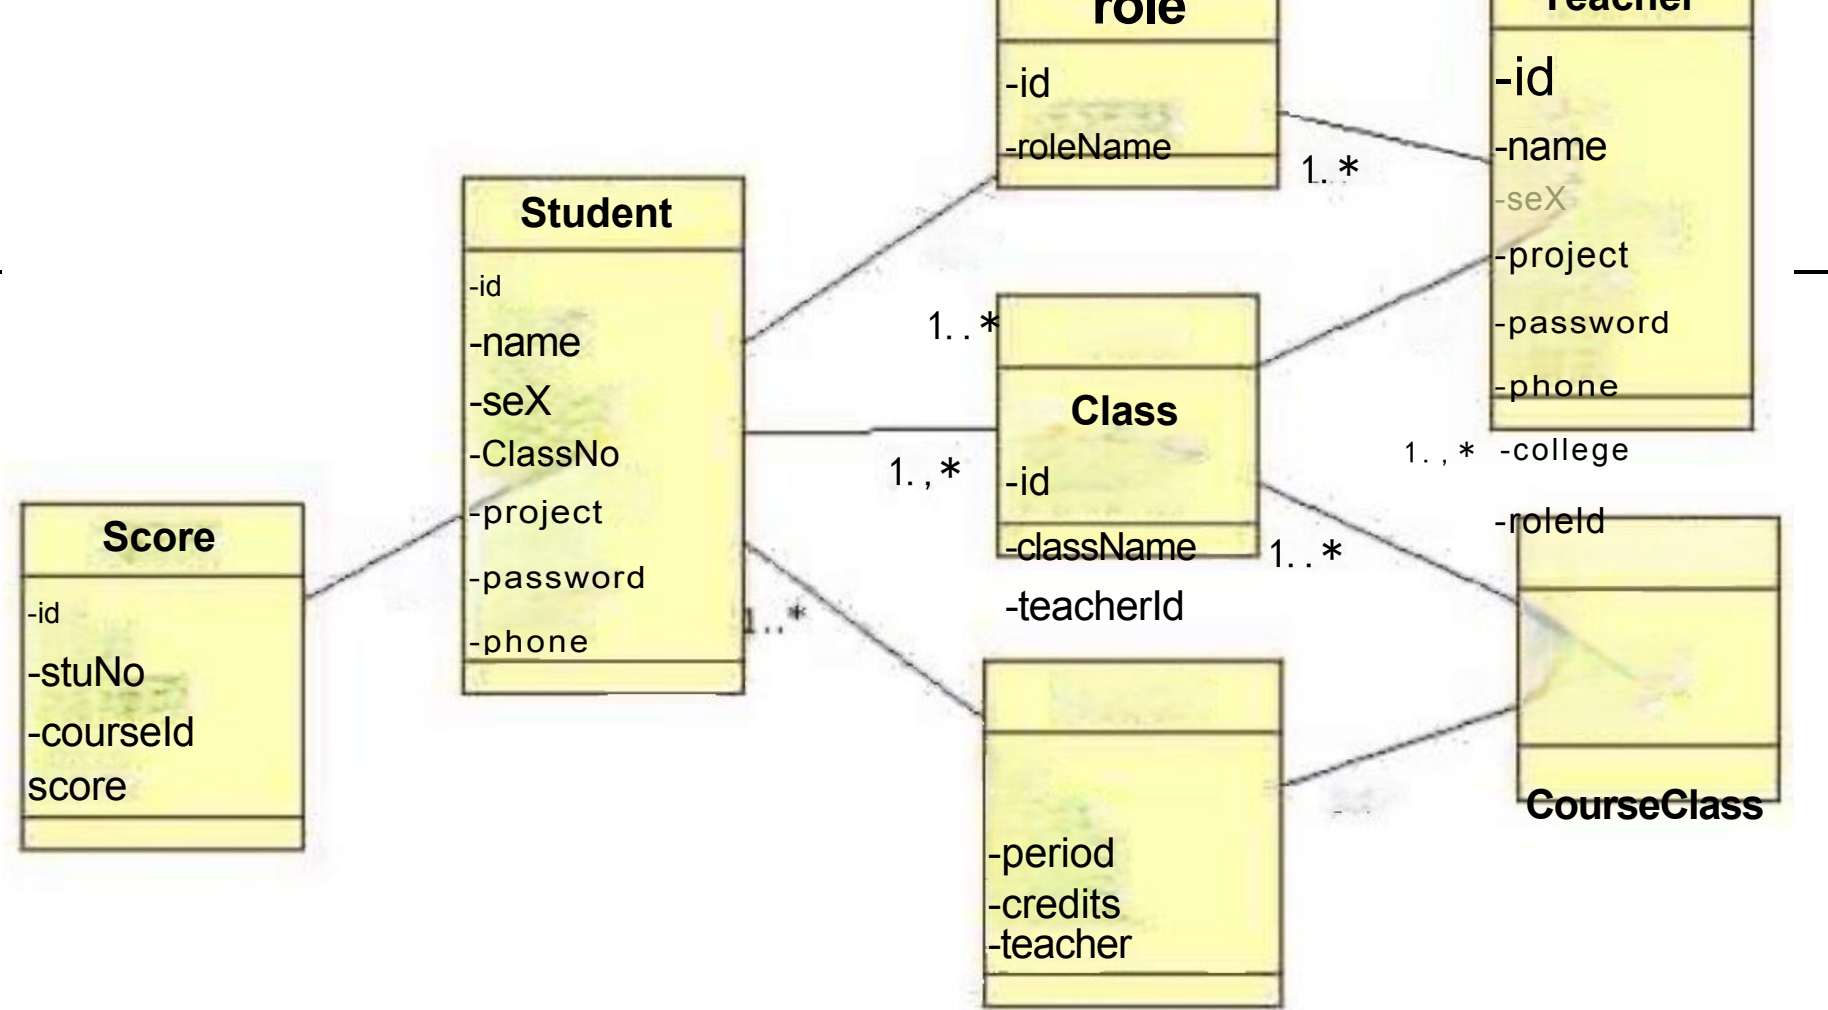 role
-id
-roleName
Teacher
-id
-name
-seX
-project
-password
-phone
-college
-roleId
1.*
Student
-id
-name
-seX
-ClassNo
-project
-password
-phone
1..*
1.,*
1..*
Class
-id
-className
-teacherId
1..*
1.,*
Score
-id
-stuNo
-courseId
score
-period
-credits
-teacher
CourseClass